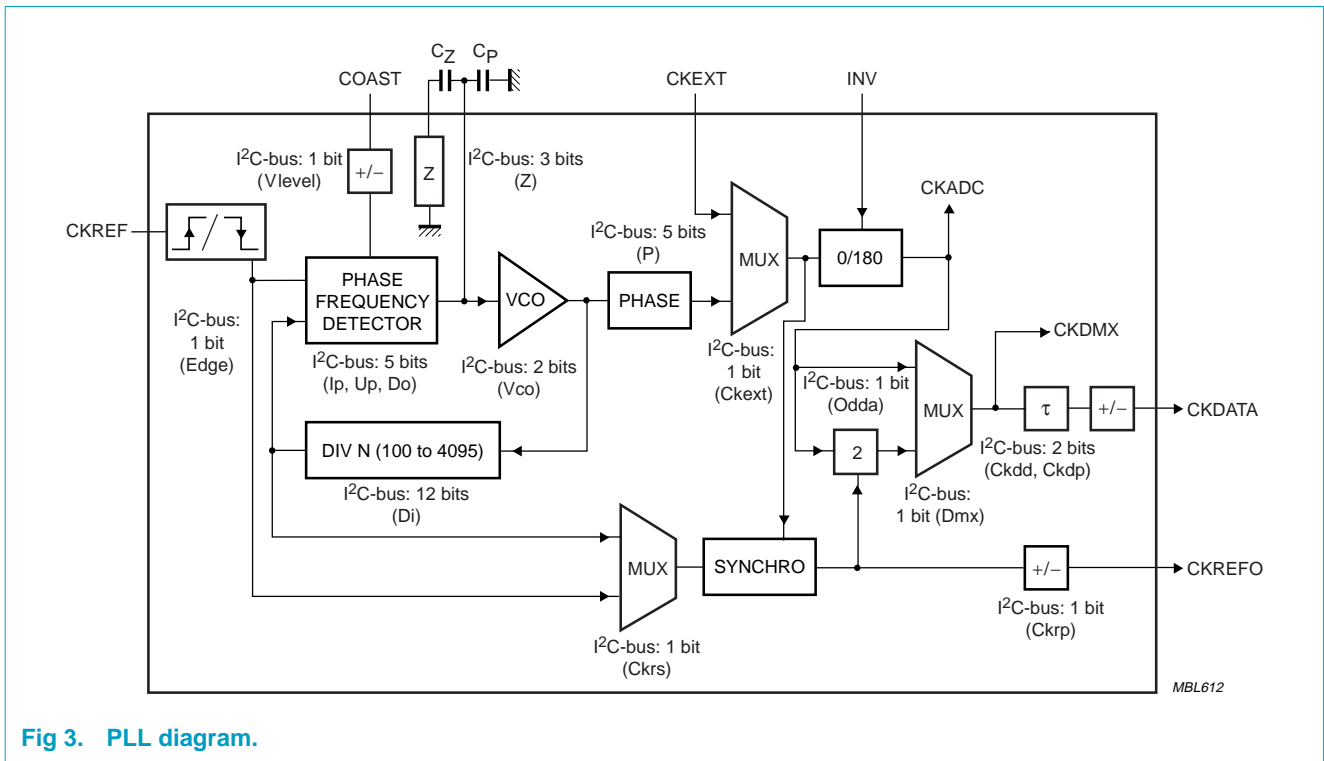 C_Z C_P
COAST
CKEXT
INV
I²C-bus: 1 bit
(Vlevel)
+/−
Z
I²C-bus: 3 bits
(Z)
CKADC
CKREF
I²C-bus: 5 bits
(P)
MUX
0/180
PHASE
FREQUENCY
DETECTOR
VCO
PHASE
I²C-bus:
1 bit
(Edge)
I²C-bus: 5 bits
(Ip, Up, Do)
I²C-bus: 2 bits
(Vco)
I²C-bus:
1 bit
(Ckext)
CKDMX
I²C-bus: 1 bit
(Odda)
MUX
τ
+/−
CKDATA
DIV N (100 to 4095)
2
I²C-bus: 2 bits
(Ckdd, Ckdp)
I²C-bus: 12 bits
(Di)
I²C-bus:
1 bit (Dmx)
MUX
SYNCHRO
+/−
CKREFO
I²C-bus: 1 bit
(Ckrp)
I²C-bus: 1 bit
(Ckrs)
MBL612
Fig 3. PLL diagram.